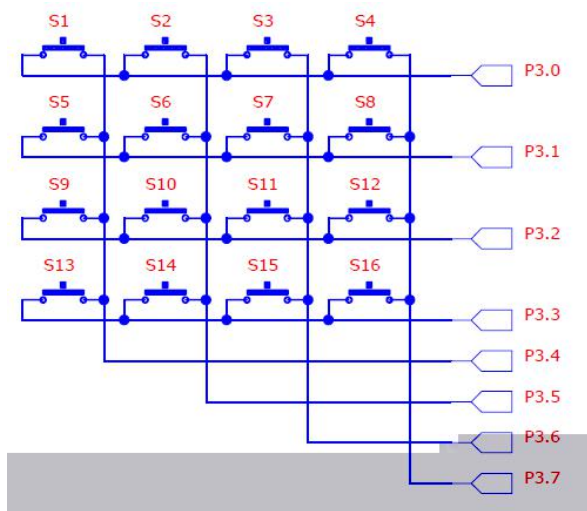 S1 S2 S3 S4
P3.0
S5 S6 S7 S8
P3.1
S9 S10 S11 S12
P3.2
S13 S14 S15 S16
P3.3
P3.4
P3.5
P3.6
P3.7